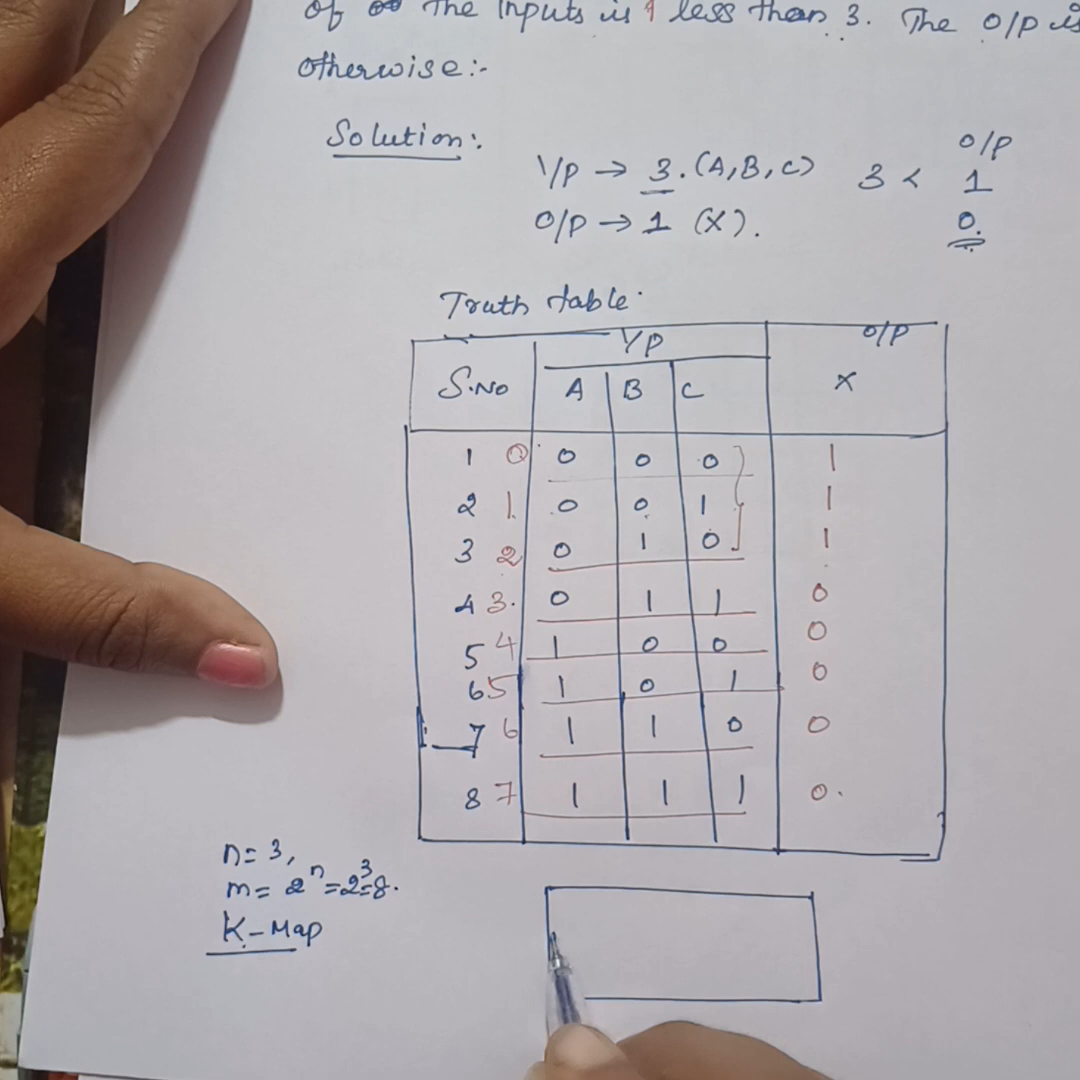 of the Inputs is less than 3. The O/P is
otherwise:-
Solution:
I/P → 3. (A,B,C) 3 < O/P 1
O/P → 1 (X). 0.
Truth table.
I/P O/P
S.No A B C X
1 0 0 0 0 1
2 1. 0 0 1 1
3 2 0 1 0 1
4 3. 0 1 1 0
5 4 1 0 0 0
6 5 1 0 1 0
7 6 1 1 0 0
8 7 1 1 1 0.
n=3,
m=2ⁿ=2³=8.
K-Map